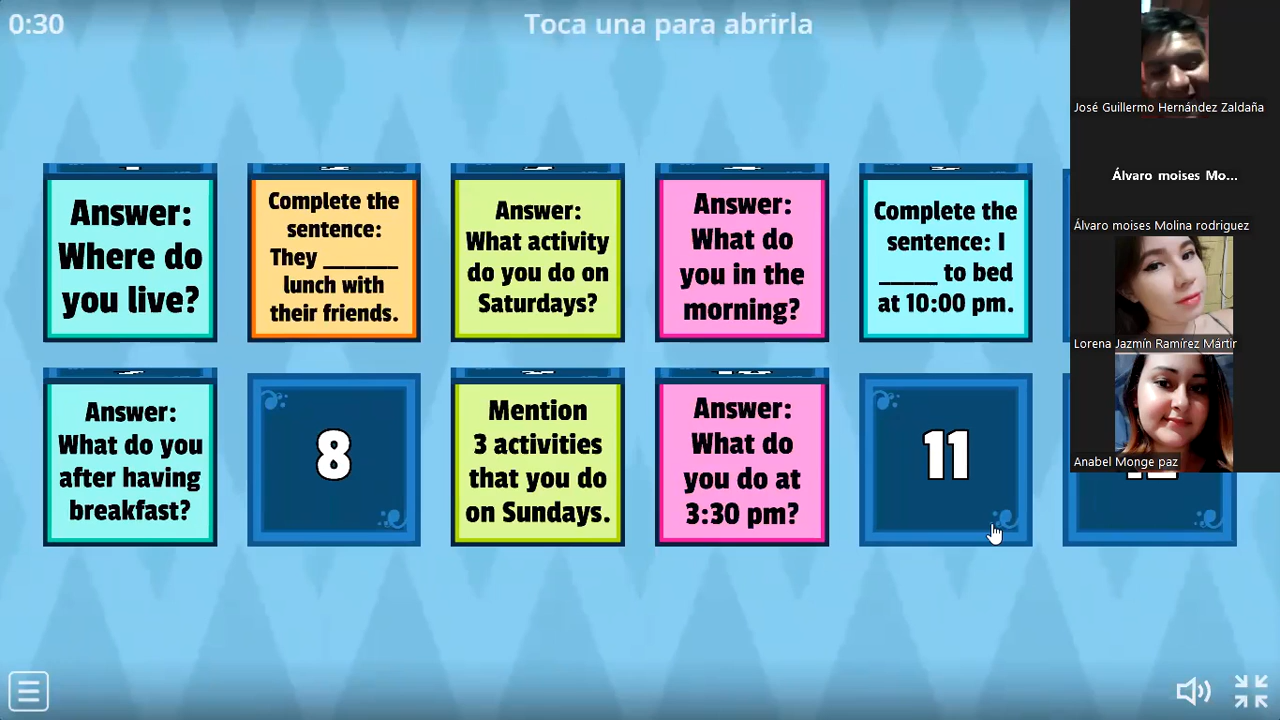 0:30
Toca una para abrirla
Answer:
Where do
you live?
Complete the
sentence:
They ______
lunch with
their friends.
Answer:
What activity
do you do on
Saturdays?
Answer:
What do
you in the
morning?
Complete the
sentence: I
_____ to bed
at 10:00 pm.
Answer:
What do you
after having
breakfast?
8
Mention
3 activities
that you do
on Sundays.
Answer:
What do
you do at
3:30 pm?
11
José Guillermo Hernández Zaldaña
Álvaro moises Mo...
Álvaro moises Molina rodriguez
Lorena Jazmín Ramírez Mártir
Anabel Monge paz